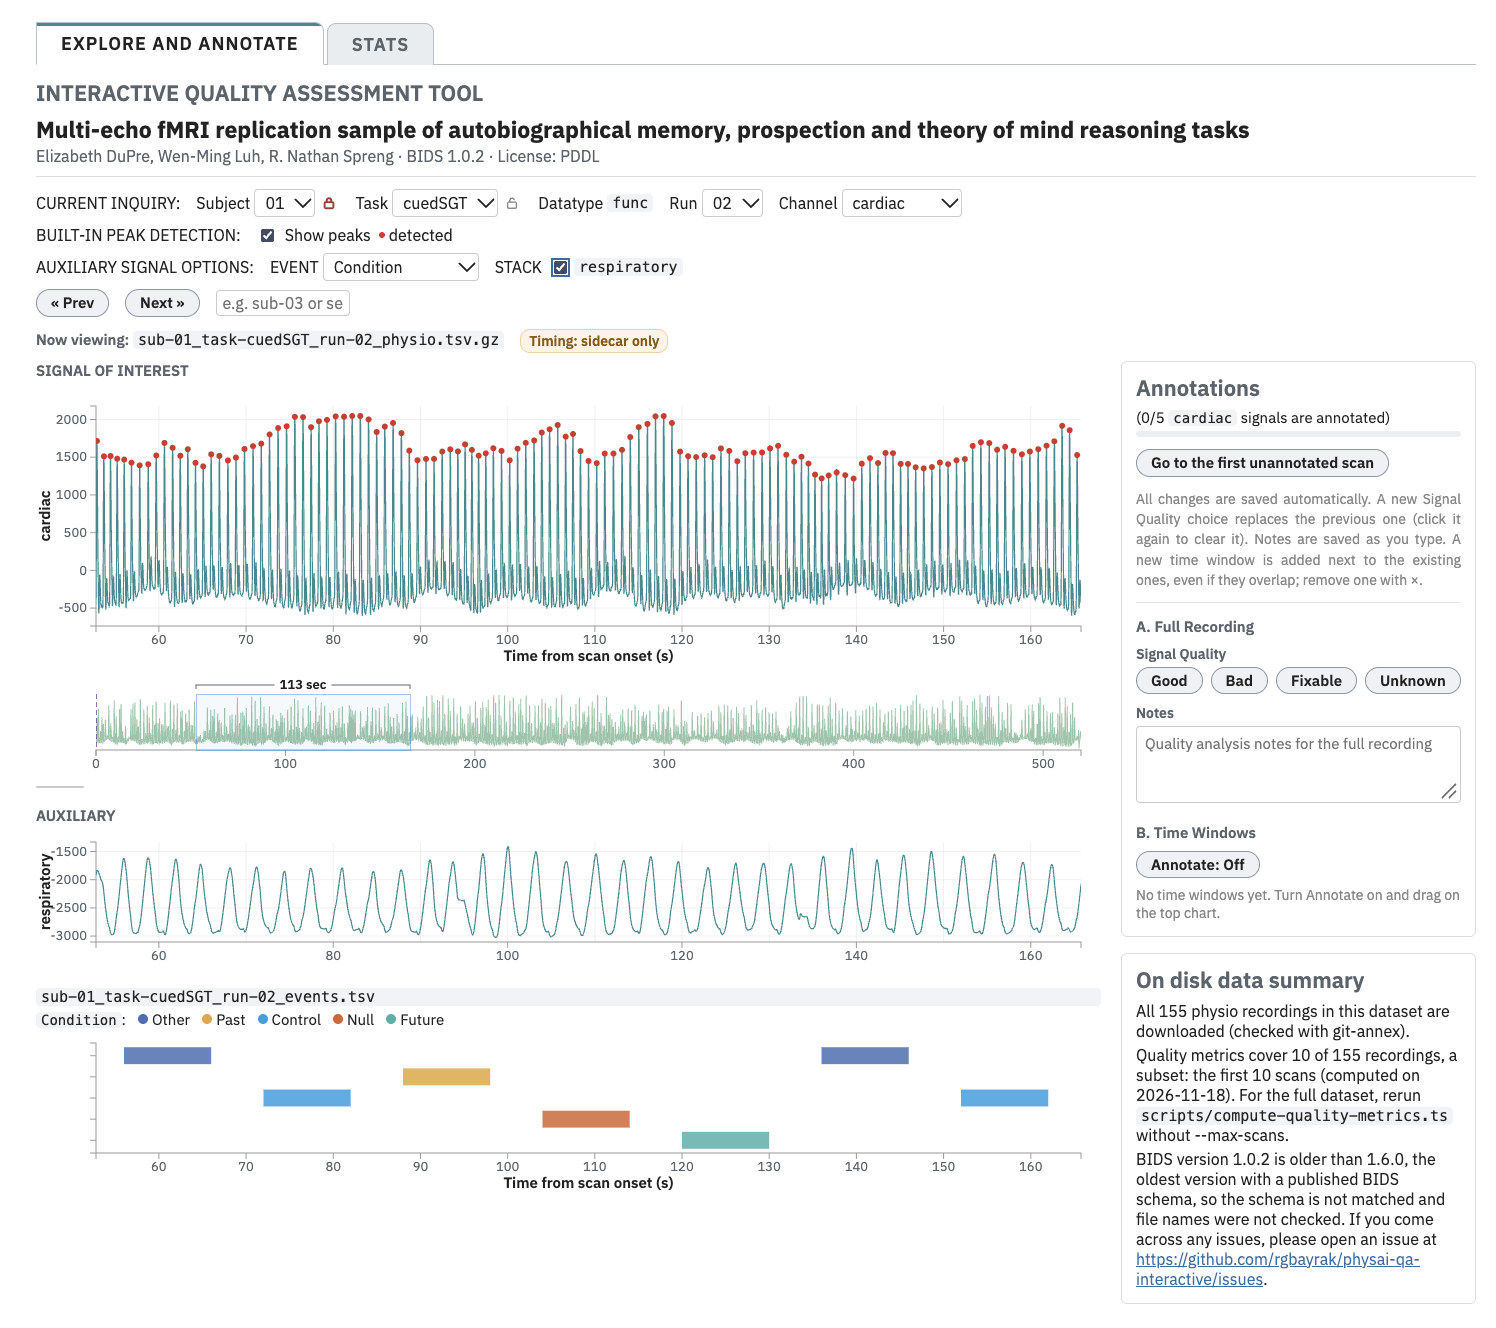 EXPLORE AND ANNOTATE
STATS
INTERACTIVE QUALITY ASSESSMENT TOOL
Multi-echo fMRI replication sample of autobiographical memory, prospection and theory of mind reasoning tasks
Elizabeth DuPre, Wen-Ming Luh, R. Nathan Spreng · BIDS 1.0.2 · License: PDDL
CURRENT INQUIRY: Subject 01 Task cuedSGT Datatype func Run 02 Channel cardiac
BUILT-IN PEAK DETECTION: Show peaks • detected
AUXILIARY SIGNAL OPTIONS: EVENT Condition STACK respiratory
« Prev Next » e.g. sub-03 or se
Now viewing: sub-01_task-cuedSGT_run-02_physio.tsv.gz Timing: sidecar only
SIGNAL OF INTEREST
cardiac
2000
1500
1000
500
0
-500
60 70 80 90 100 110 120 130 140 150 160
Time from scan onset (s)
113 sec
0 100 200 300 400 500
AUXILIARY
respiratory
-1500
-2000
-2500
-3000
60 80 100 120 140 160
sub-01_task-cuedSGT_run-02_events.tsv
Condition : Other Past Control Null Future
60 70 80 90 100 110 120 130 140 150 160
Time from scan onset (s)
Annotations
(0/5 cardiac signals are annotated)
Go to the first unannotated scan
All changes are saved automatically. A new Signal
Quality choice replaces the previous one (click it
again to clear it). Notes are saved as you type. A
new time window is added next to the existing
ones, even if they overlap; remove one with ×.
A. Full Recording
Signal Quality
Good Bad Fixable Unknown
Notes
Quality analysis notes for the full recording
B. Time Windows
Annotate: Off
No time windows yet. Turn Annotate on and drag on
the top chart.
On disk data summary
All 155 physio recordings in this dataset are
downloaded (checked with git-annex).
Quality metrics cover 10 of 155 recordings, a
subset: the first 10 scans (computed on
2026-11-18). For the full dataset, rerun
scripts/compute-quality-metrics.ts
without --max-scans.
BIDS version 1.0.2 is older than 1.6.0, the
oldest version with a published BIDS
schema, so the schema is not matched and
file names were not checked. If you come
across any issues, please open an issue at
https://github.com/rgbayrak/physai-qa-
interactive/issues.